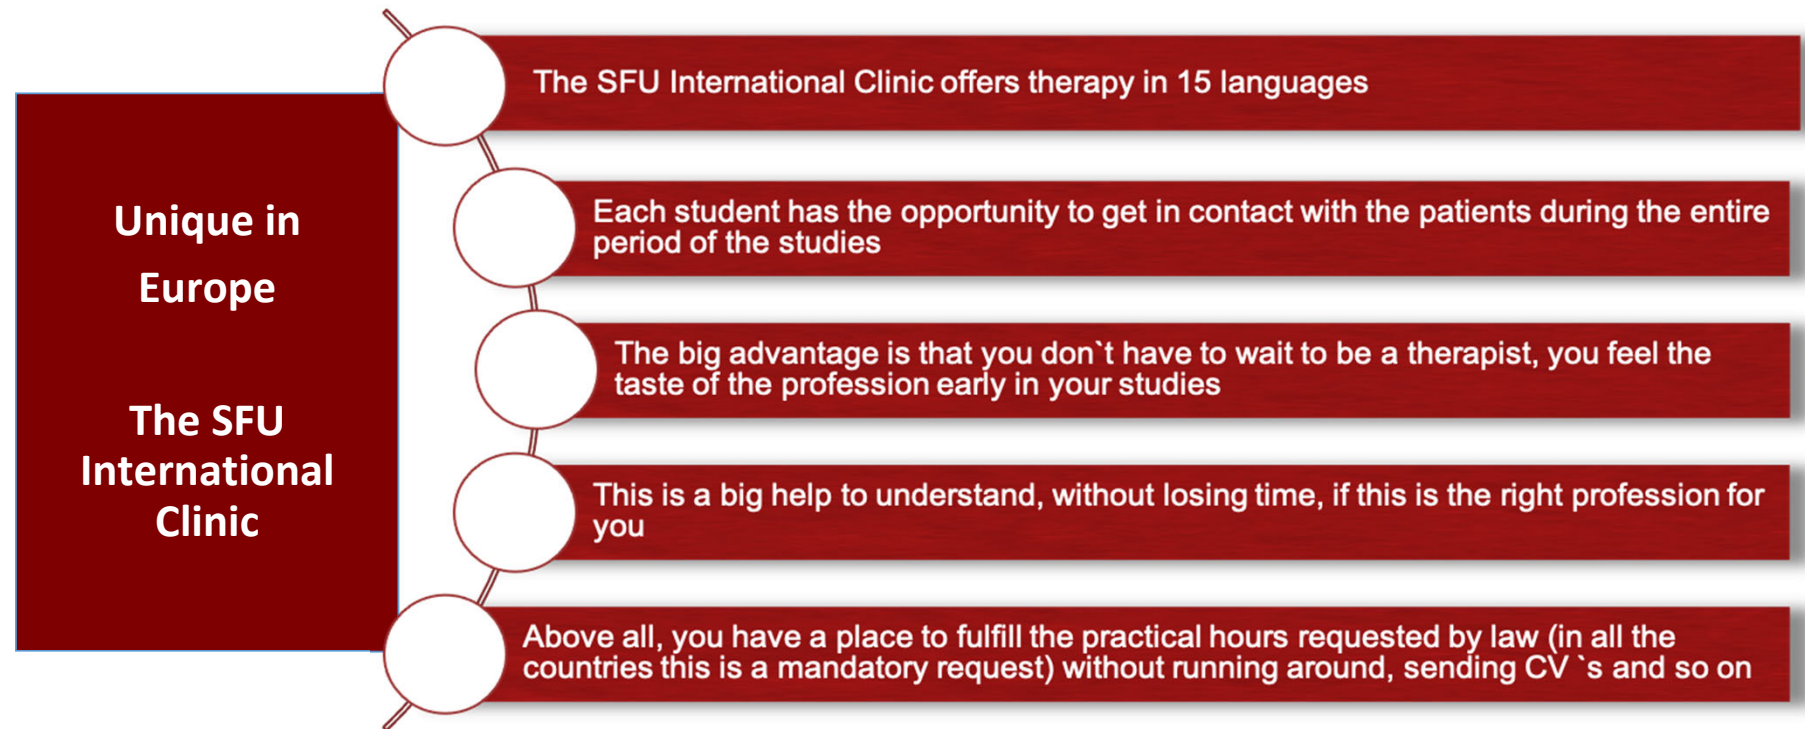 Unique in
Europe
The SFU
International
Clinic
The SFU International Clinic offers therapy in 15 languages
Each student has the opportunity to get in contact with the patients during the entire
period of the studies
The big advantage is that you don`t have to wait to be a therapist, you feel the
taste of the profession early in your studies
This is a big help to understand, without losing time, if this is the right profession for
you
Above all, you have a place to fulfill the practical hours requested by law (in all the
countries this is a mandatory request) without running around, sending CV `s and so on